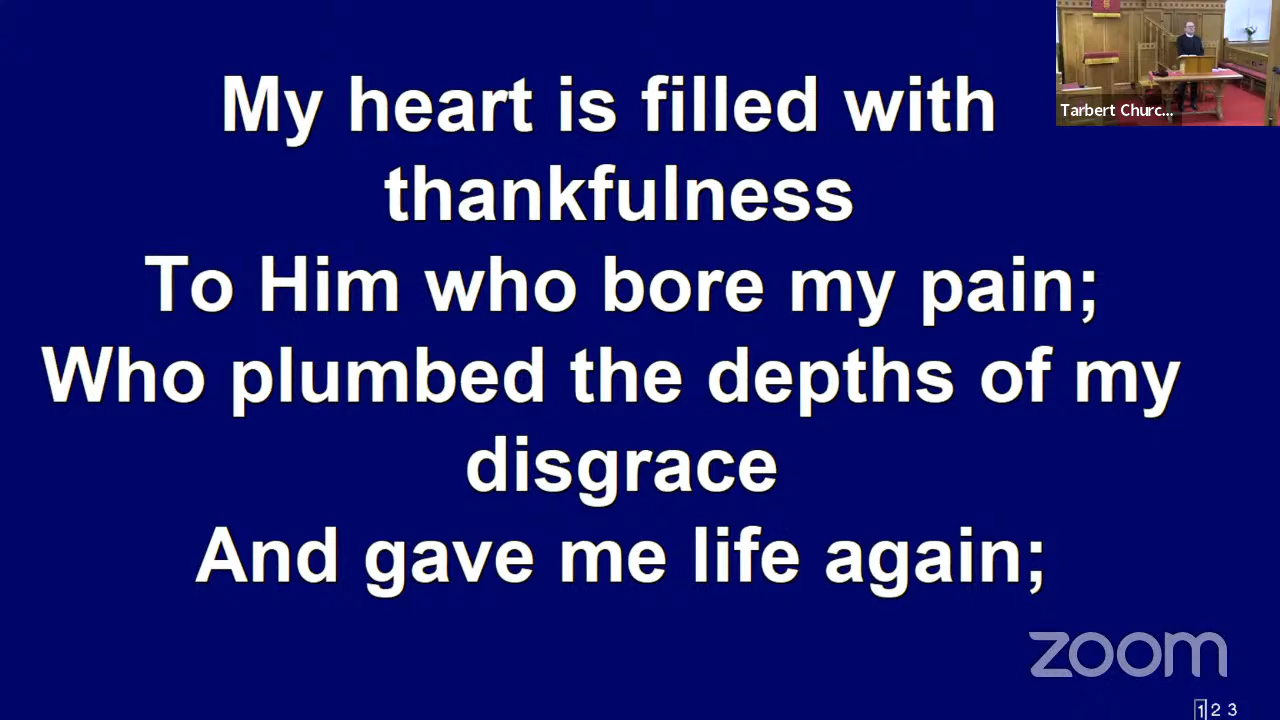 My heart is filled with
thankfulness
To Him who bore my pain;
Who plumbed the depths of my
disgrace
And gave me life again;
Tarbert Churc...
zoom
1 2 3